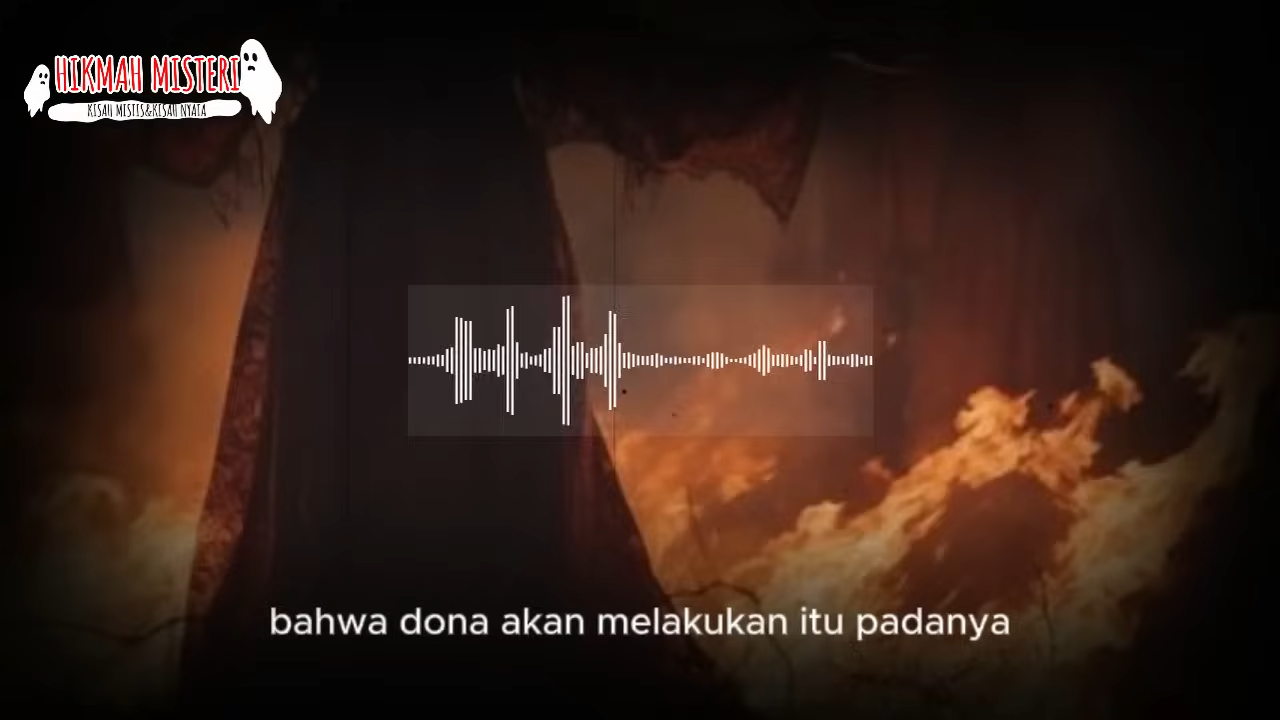 HIKMAH MISTERI
KISAH MISTIS&KISAH NYATA
bahwa dona akan melakukan itu padanya